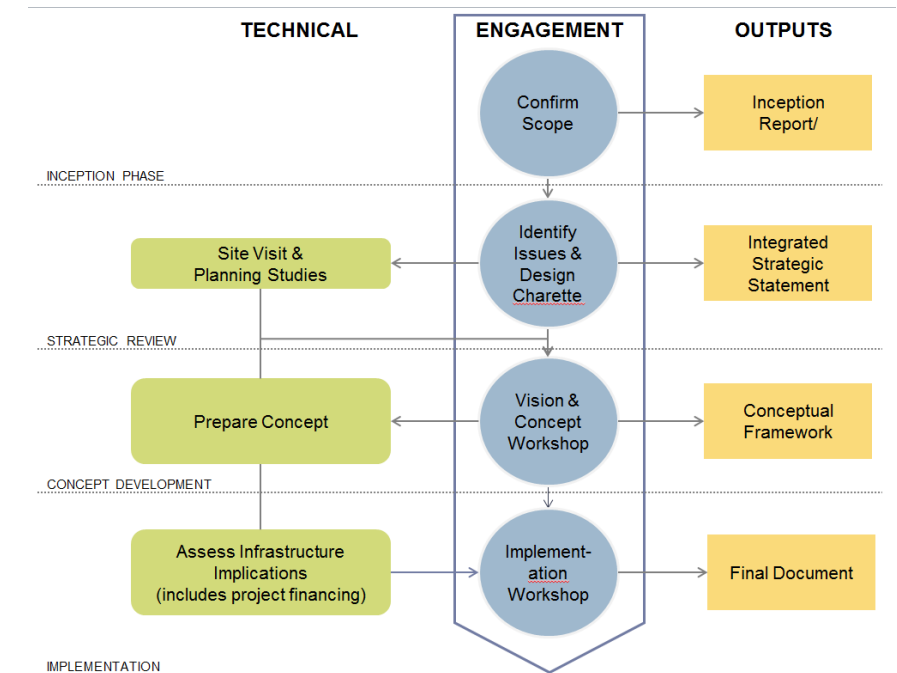 TECHNICAL
ENGAGEMENT
OUTPUTS
Confirm
Scope
Inception
Report/
INCEPTION PHASE
Site Visit &
Planning Studies
Identify
Issues &
Design
Charette
Integrated
Strategic
Statement
STRATEGIC REVIEW
Prepare Concept
Vision &
Concept
Workshop
Conceptual
Framework
CONCEPT DEVELOPMENT
Assess Infrastructure
Implications
(includes project financing)
Implement-
ation
Workshop
Final Document
IMPLEMENTATION